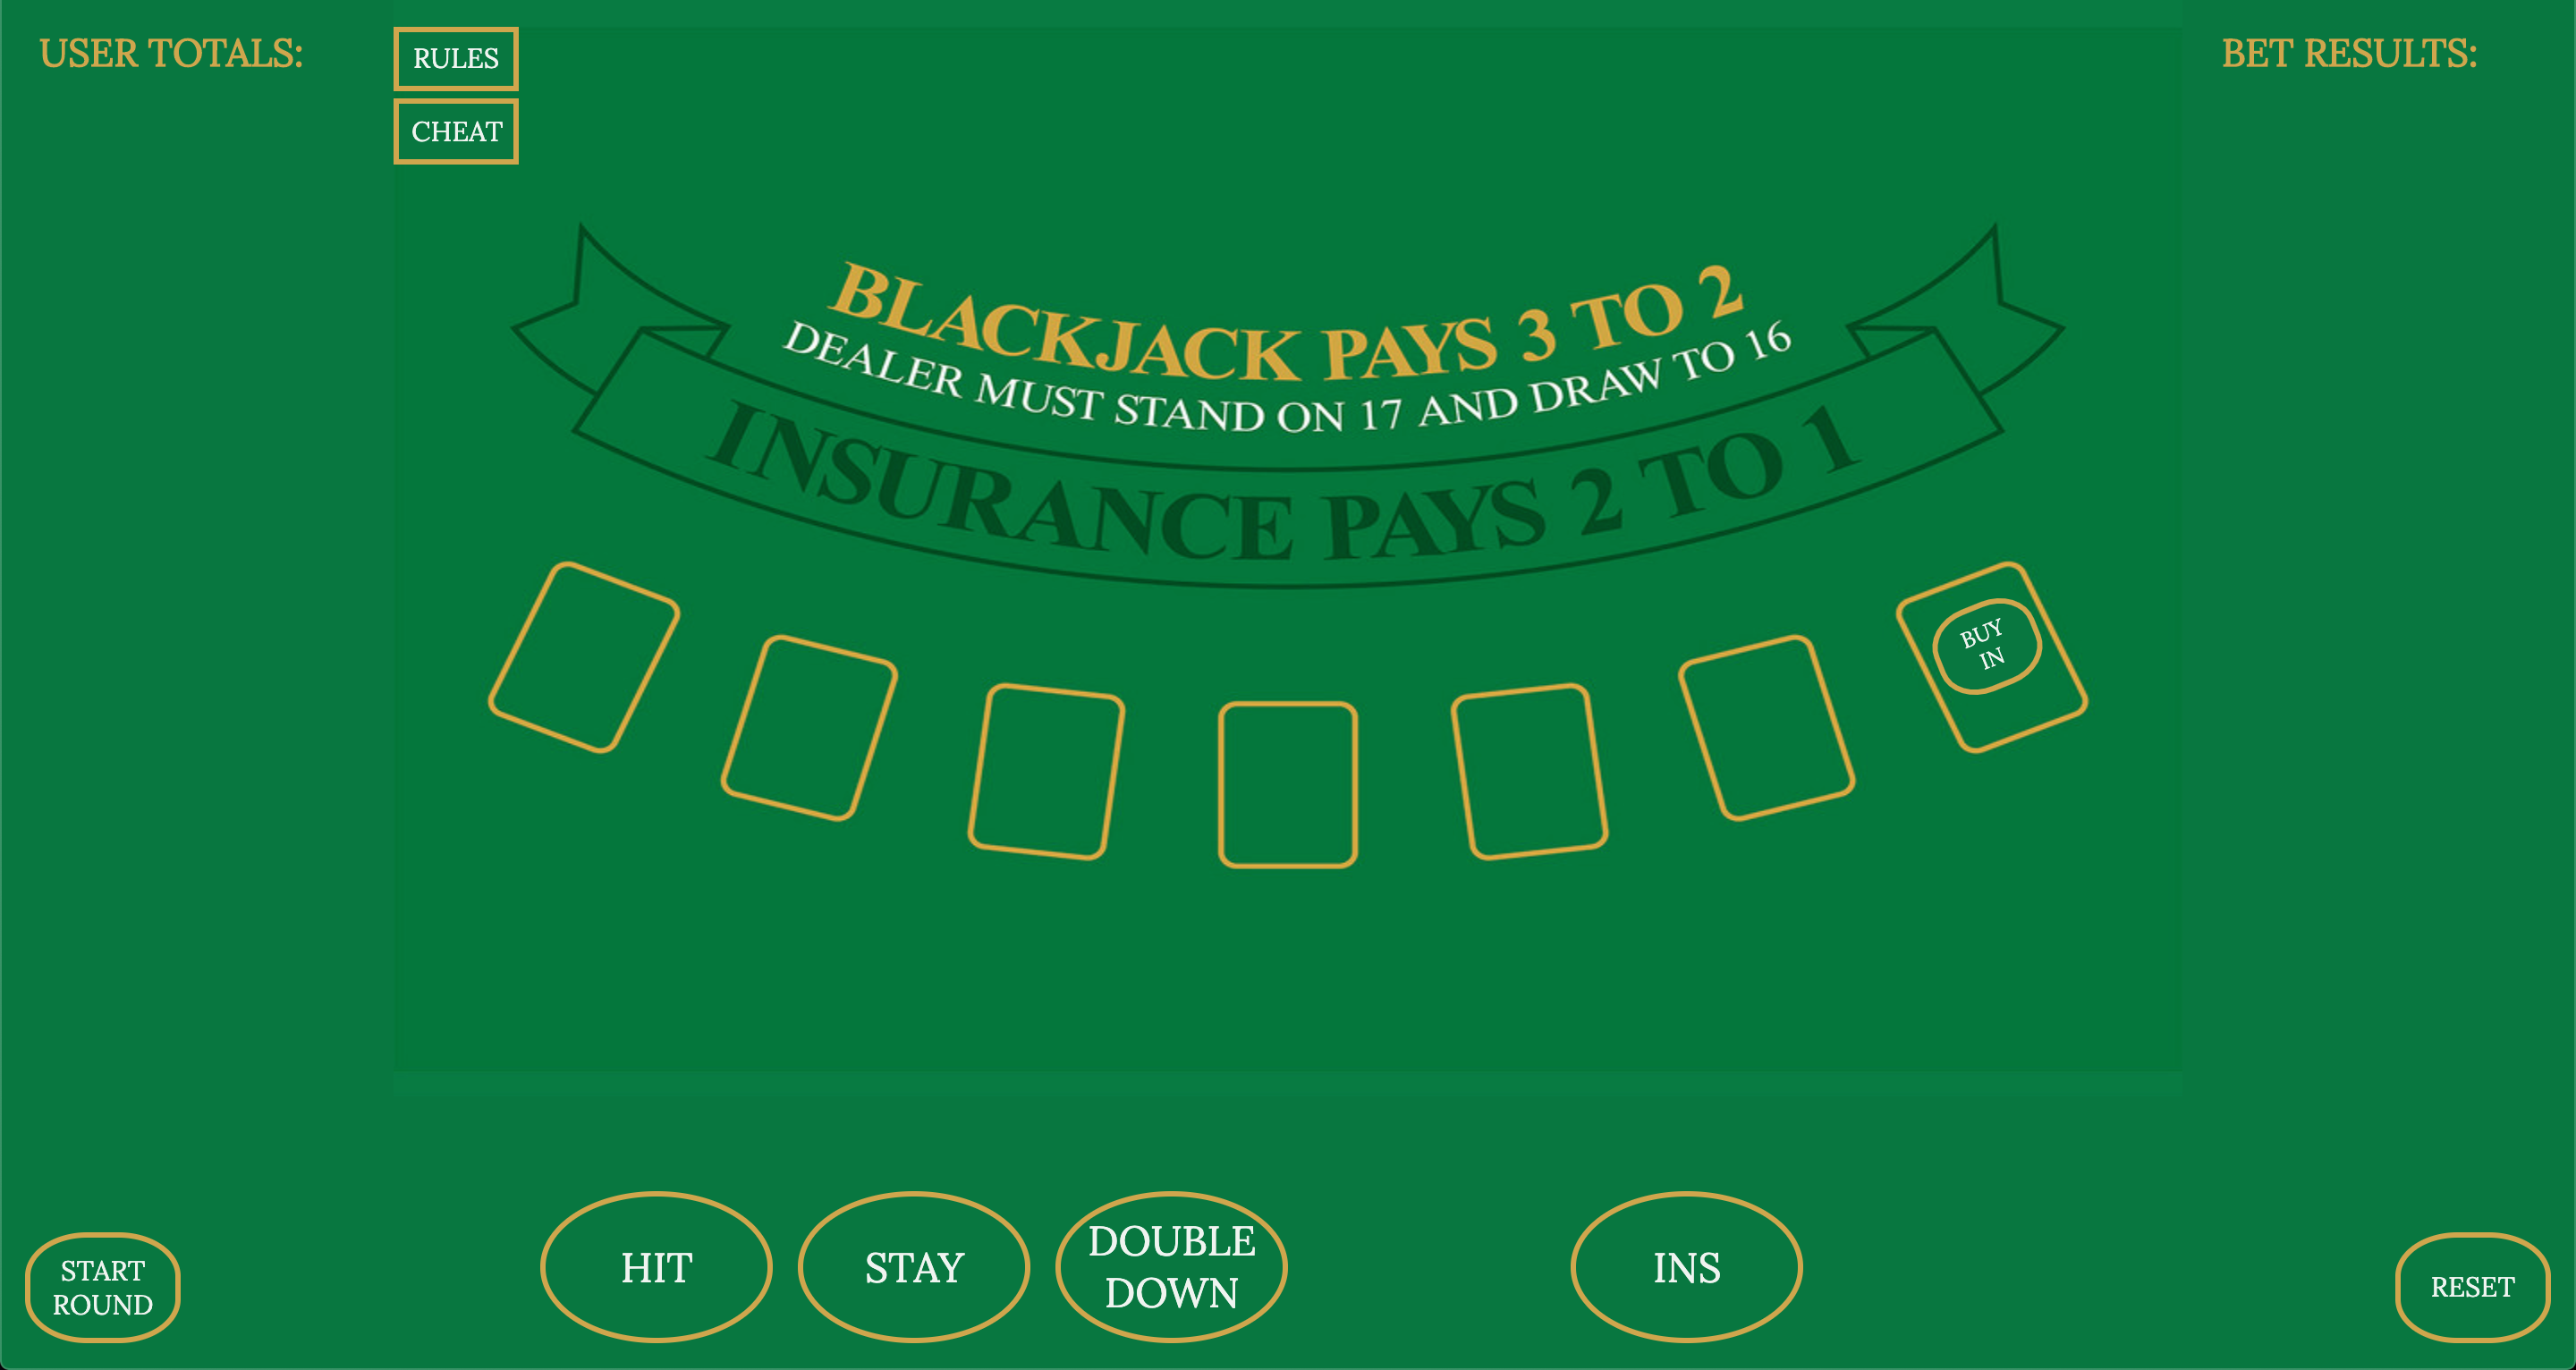 USER TOTALS:
RULES
CHEAT
BET RESULTS:
BLACKJACK PAYS 3 TO 2
DEALER MUST STAND ON 17 AND DRAW TO 16
INSURANCE PAYS 2 TO 1
BUY
IN
START
ROUND
HIT
STAY
DOUBLE
DOWN
INS
RESET